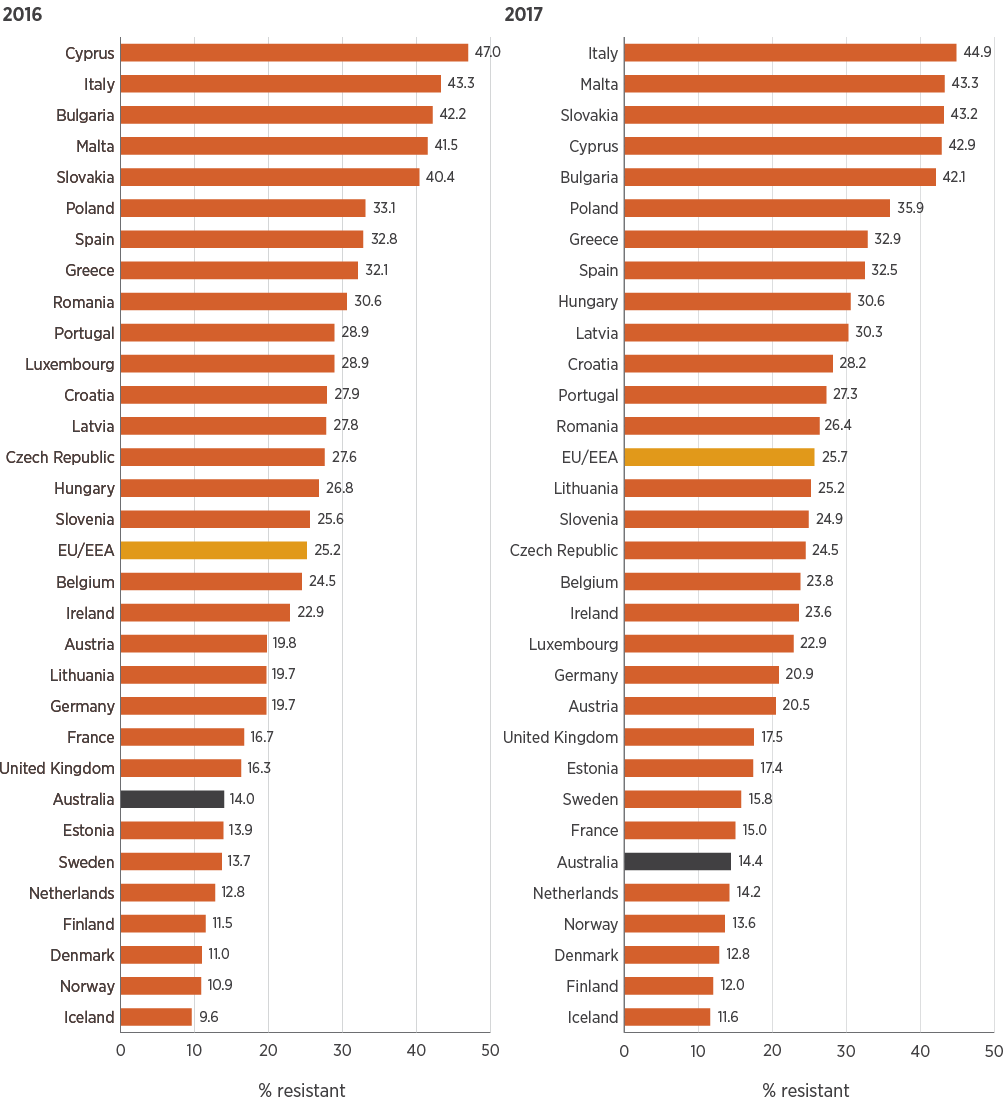 2016
Cyprus 47.0
Italy 43.3
Bulgaria 42.2
Malta 41.5
Slovakia 40.4
Poland 33.1
Spain 32.8
Greece 32.1
Romania 30.6
Portugal 28.9
Luxembourg 28.9
Croatia 27.9
Latvia 27.8
Czech Republic 27.6
Hungary 26.8
Slovenia 25.6
EU/EEA 25.2
Belgium 24.5
Ireland 22.9
Austria 19.8
Lithuania 19.7
Germany 19.7
France 16.7
United Kingdom 16.3
Australia 14.0
Estonia 13.9
Sweden 13.7
Netherlands 12.8
Finland 11.5
Denmark 11.0
Norway 10.9
Iceland 9.6
0 10 20 30 40 50
% resistant
2017
Italy 44.9
Malta 43.3
Slovakia 43.2
Cyprus 42.9
Bulgaria 42.1
Poland 35.9
Greece 32.9
Spain 32.5
Hungary 30.6
Latvia 30.3
Croatia 28.2
Portugal 27.3
Romania 26.4
EU/EEA 25.7
Lithuania 25.2
Slovenia 24.9
Czech Republic 24.5
Belgium 23.8
Ireland 23.6
Luxembourg 22.9
Germany 20.9
Austria 20.5
United Kingdom 17.5
Estonia 17.4
Sweden 15.8
France 15.0
Australia 14.4
Netherlands 14.2
Norway 13.6
Denmark 12.8
Finland 12.0
Iceland 11.6
0 10 20 30 40 50
% resistant